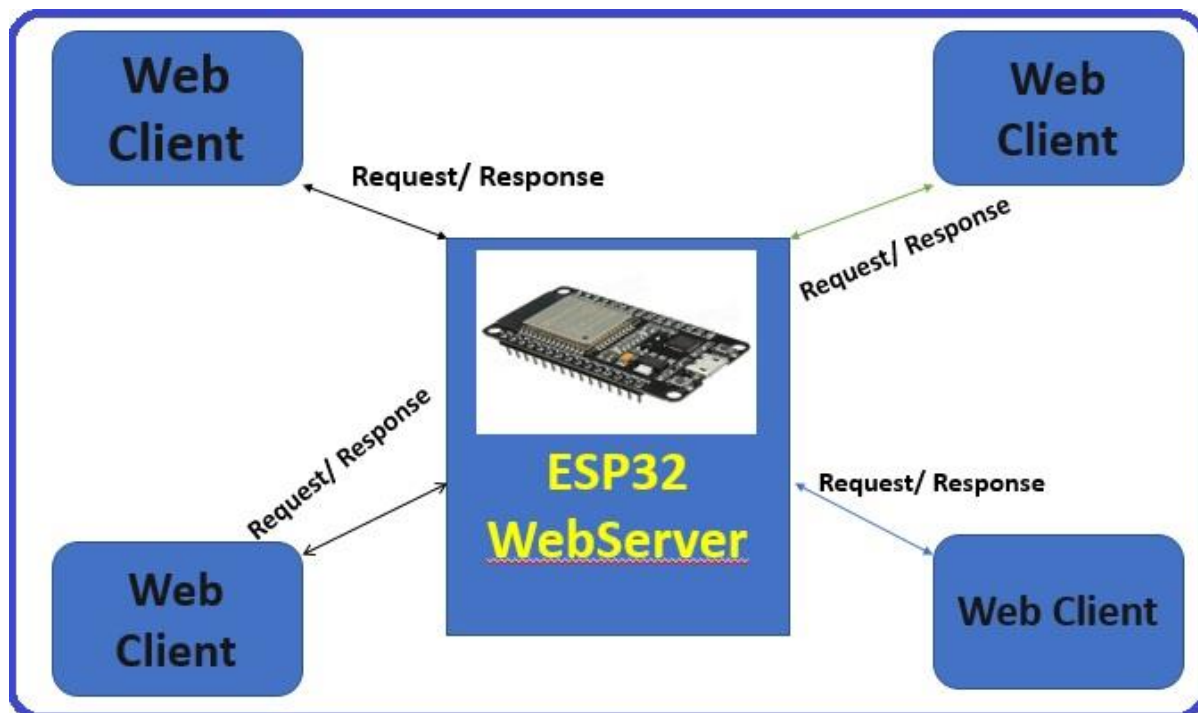 Web
Client
Web
Client
Request/ Response
Request/ Response
ESP32
WebServer
Request/ Response
Request/ Response
Web
Client
Web Client